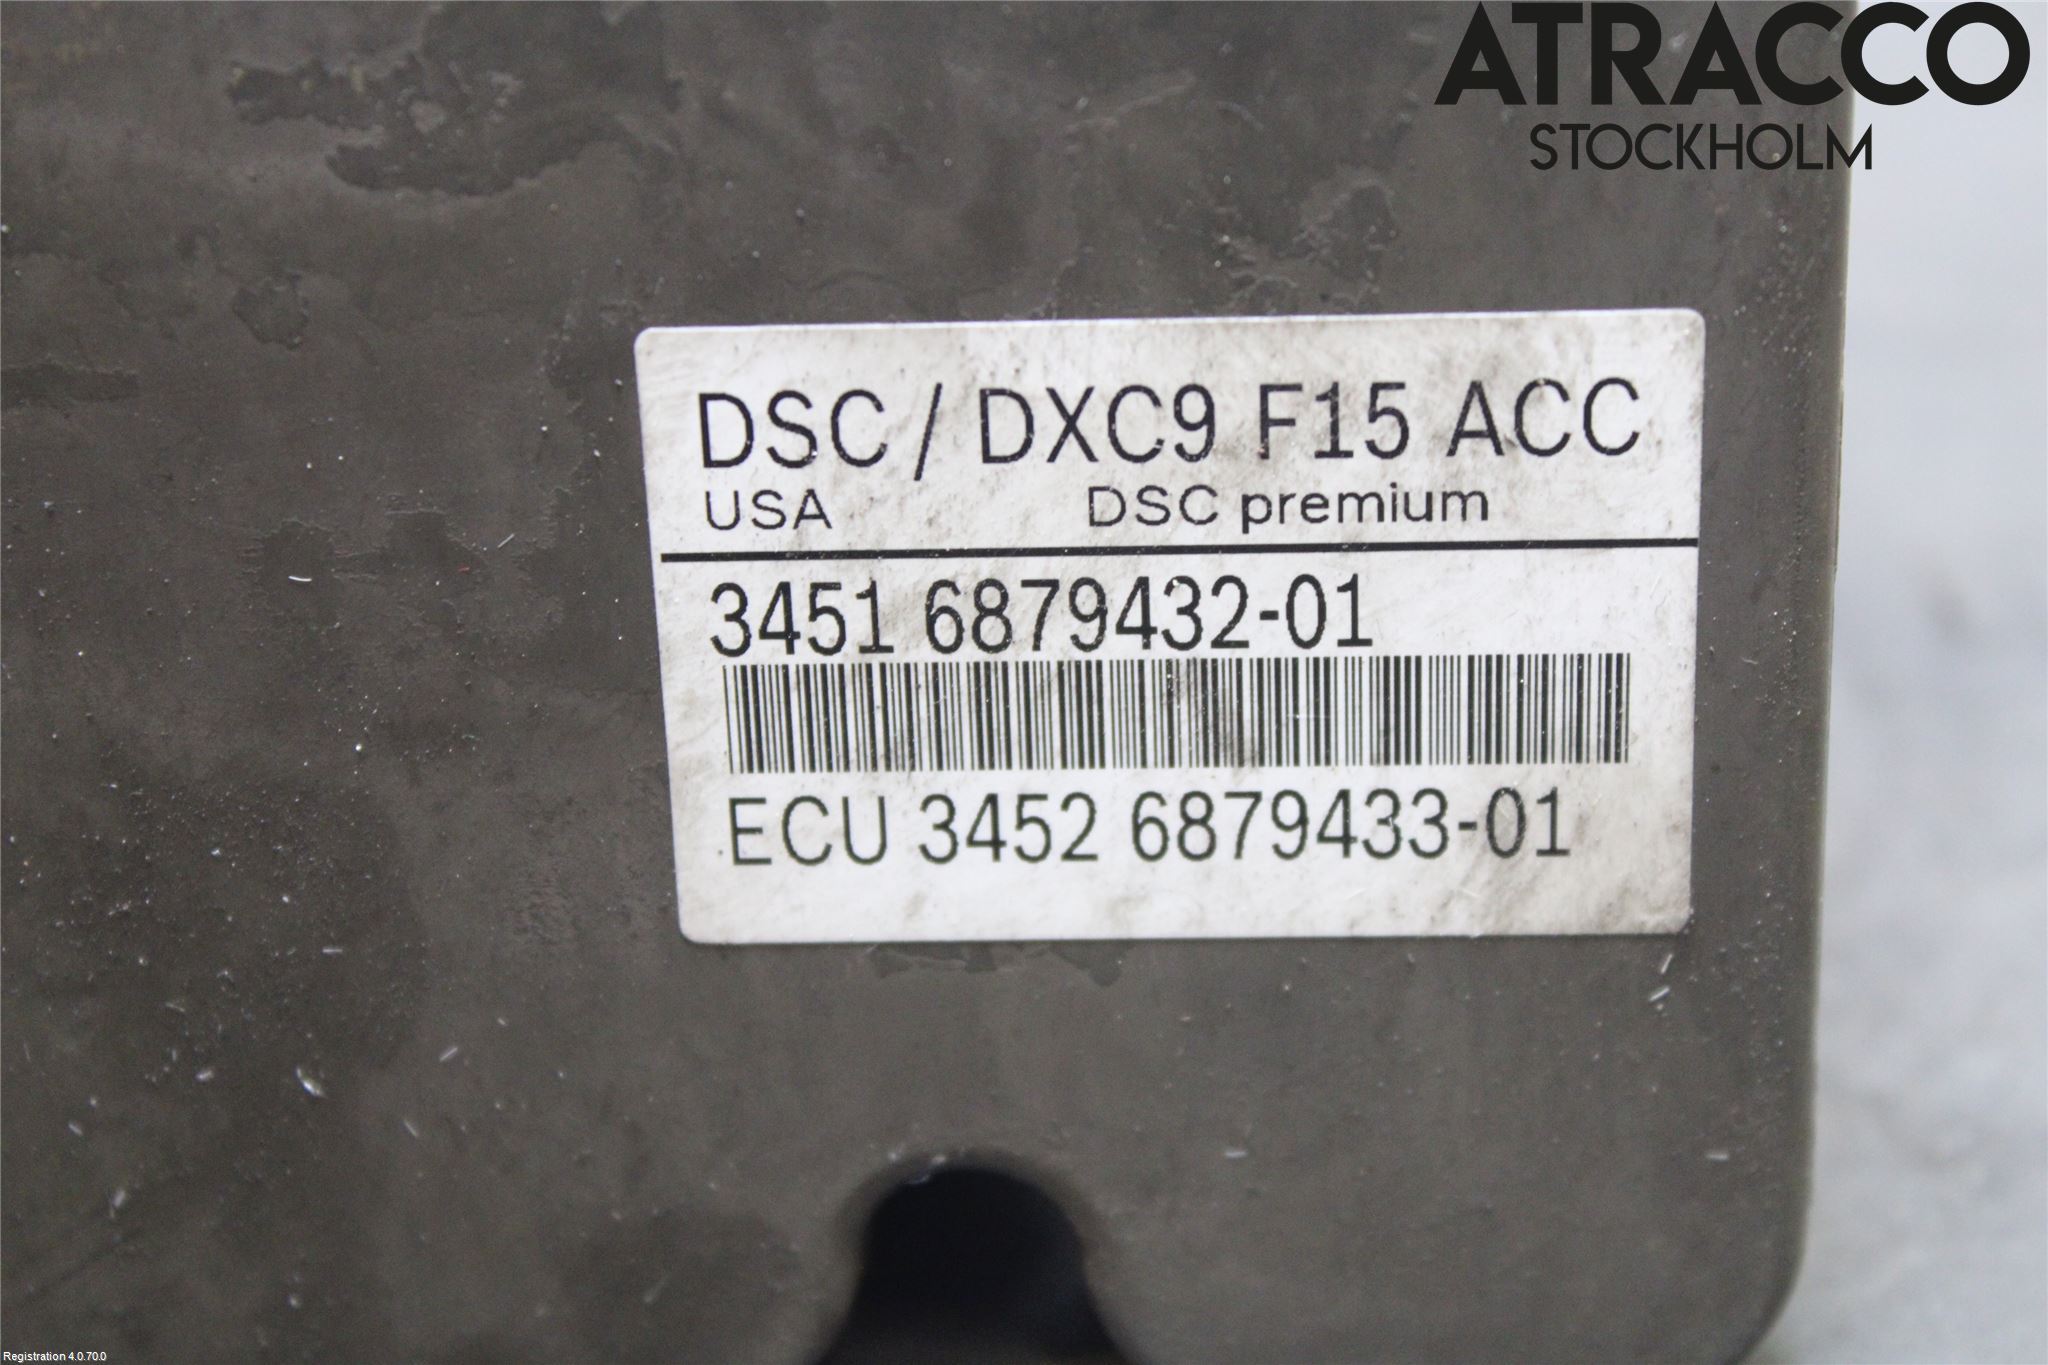 ATRACCO
STOCKHOLM
DSC / DXC9 F15 ACC
USA DSC premium
3451 6879432-01
ECU 3452 6879433-01
Registration 4.0.70.0